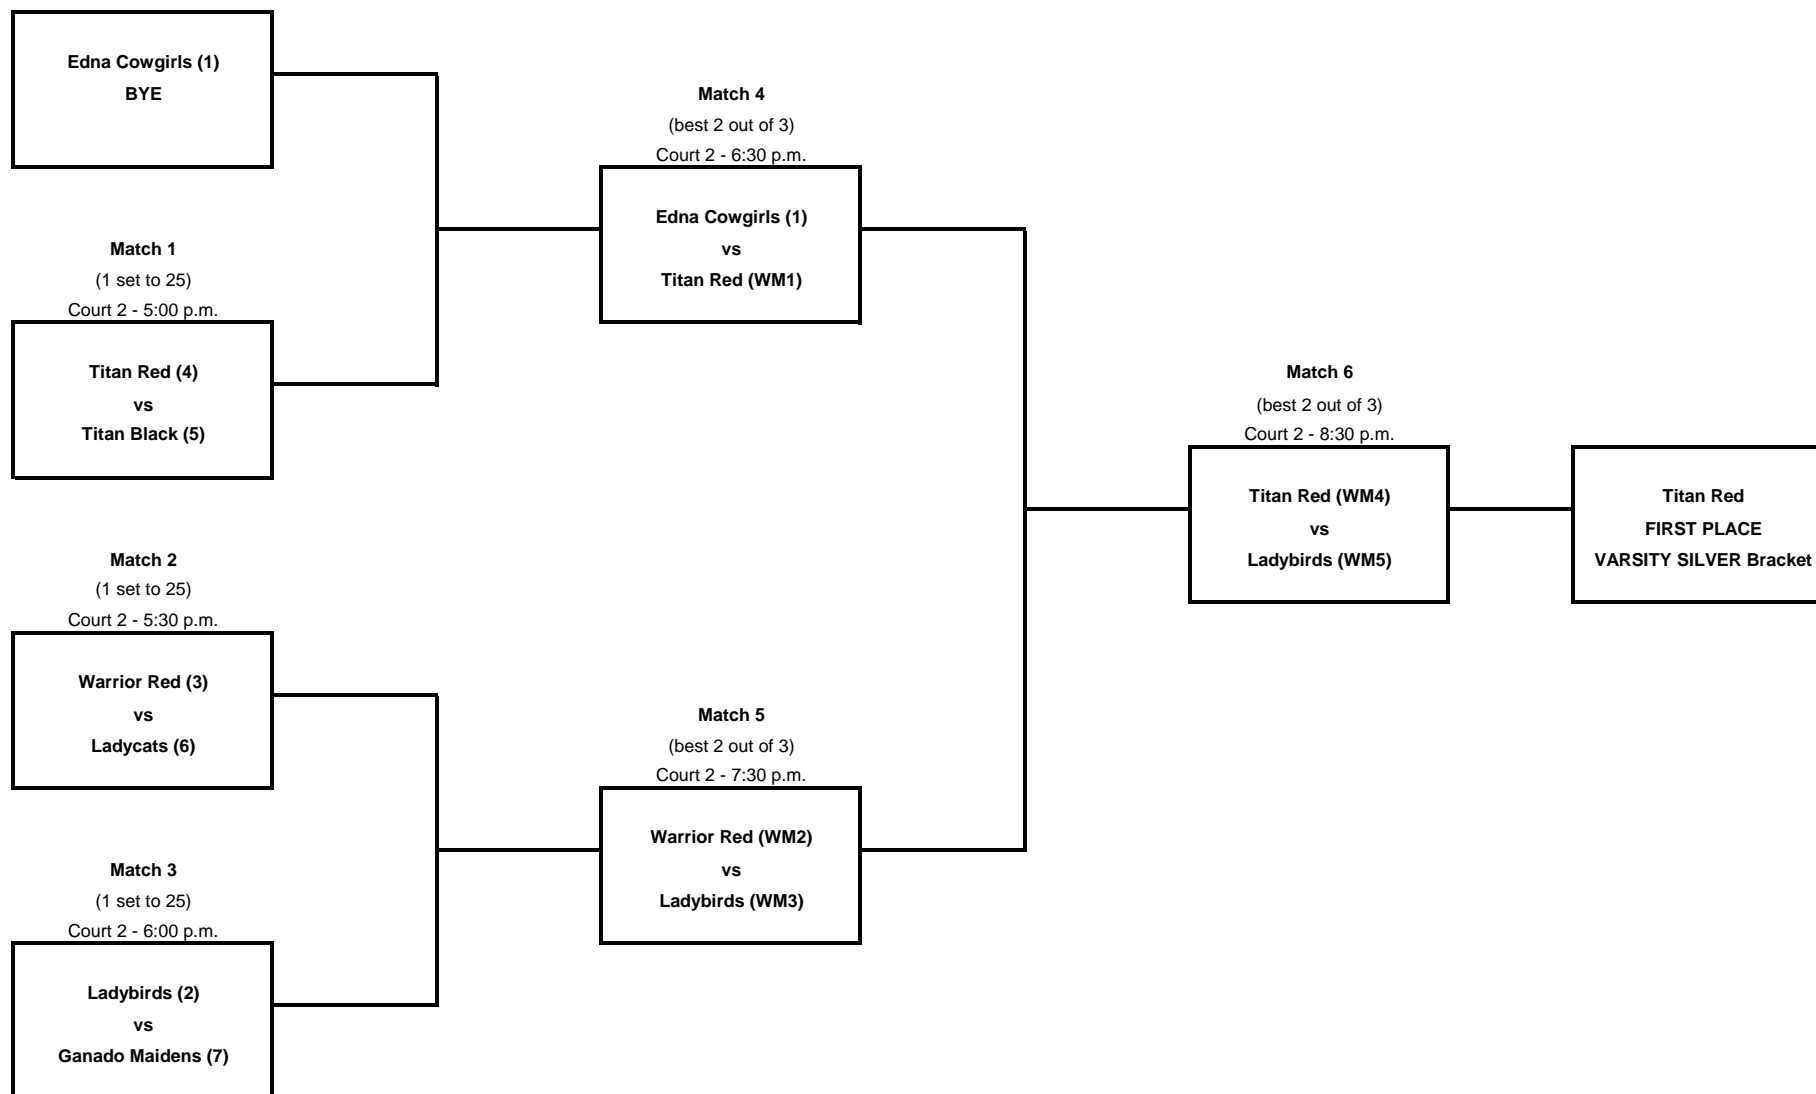 Edna Cowgirls (1)
BYE
Match 1
(1 set to 25)
Court 2 - 5:00 p.m.
Titan Red (4)
vs
Titan Black (5)
Match 2
(1 set to 25)
Court 2 - 5:30 p.m.
Warrior Red (3)
vs
Ladycats (6)
Match 3
(1 set to 25)
Court 2 - 6:00 p.m.
Ladybirds (2)
vs
Ganado Maidens (7)
Match 4
(best 2 out of 3)
Court 2 - 6:30 p.m.
Edna Cowgirls (1)
vs
Titan Red (WM1)
Match 5
(best 2 out of 3)
Court 2 - 7:30 p.m.
Warrior Red (WM2)
vs
Ladybirds (WM3)
Match 6
(best 2 out of 3)
Court 2 - 8:30 p.m.
Titan Red (WM4)
vs
Ladybirds (WM5)
Titan Red
FIRST PLACE
VARSITY SILVER Bracket